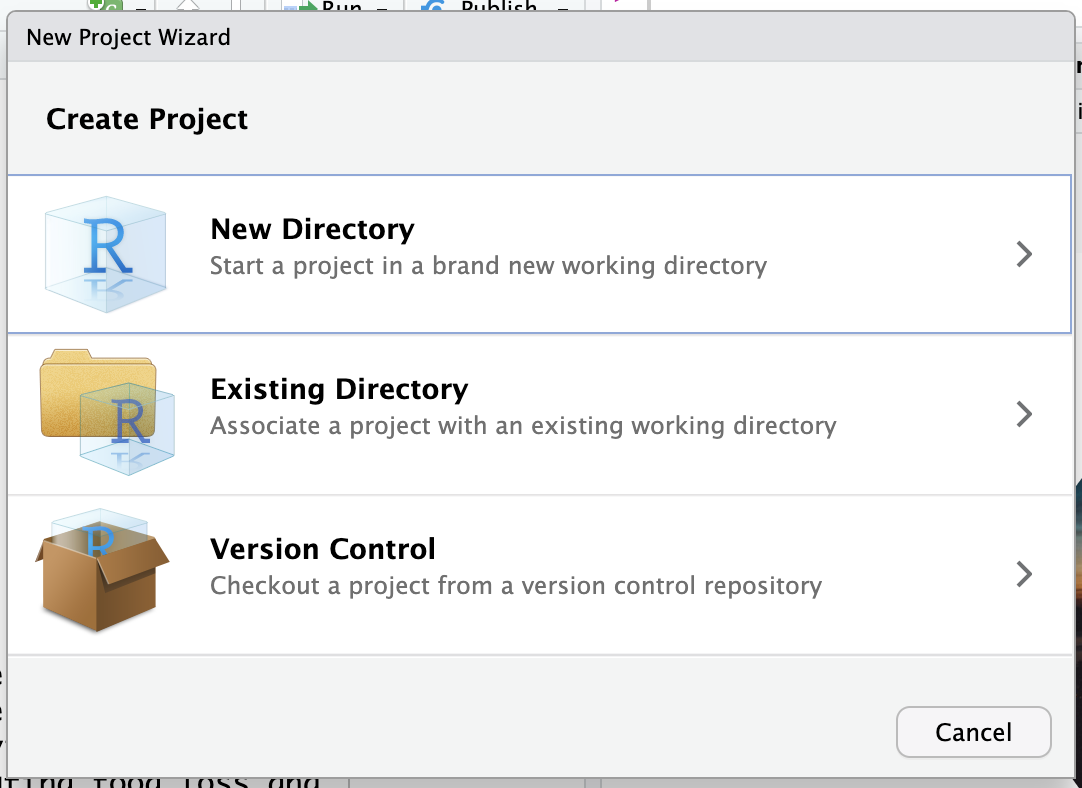 Run
Publish
New Project Wizard
Create Project
R
New Directory
Start a project in a brand new working directory
R
Existing Directory
Associate a project with an existing working directory
R
Version Control
Checkout a project from a version control repository
Cancel
food loss and